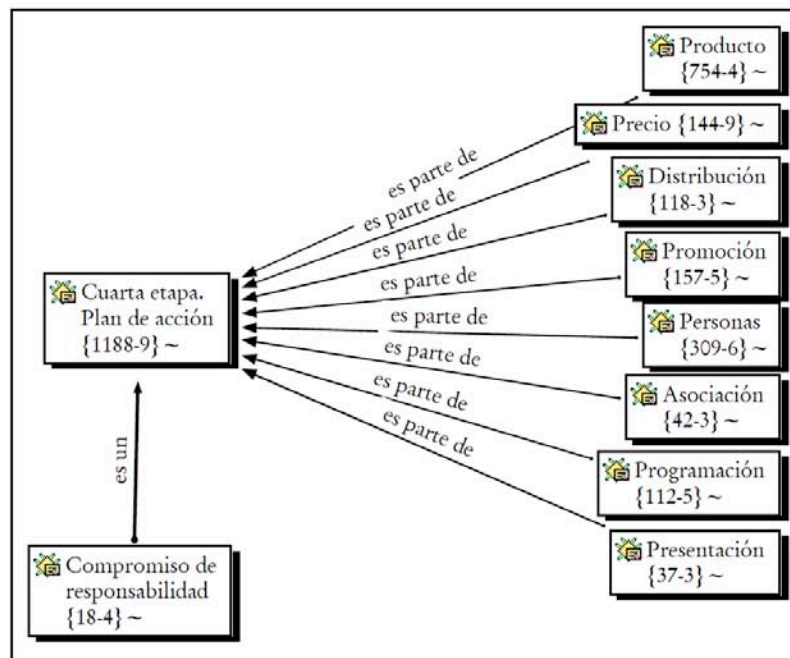 Producto
{754-4} ~
Precio {144-9} ~
Distribución
{118-3} ~
Promoción
{157-5} ~
Personas
{309-6} ~
Asociación
{42-3} ~
Programación
{112-5} ~
Presentación
{37-3} ~
es parte de
es parte de
es parte de
es parte de
es parte de
es parte de
es parte de
Cuarta etapa.
Plan de acción
{1188-9} ~
es un
Compromiso de
responsabilidad
{18-4} ~